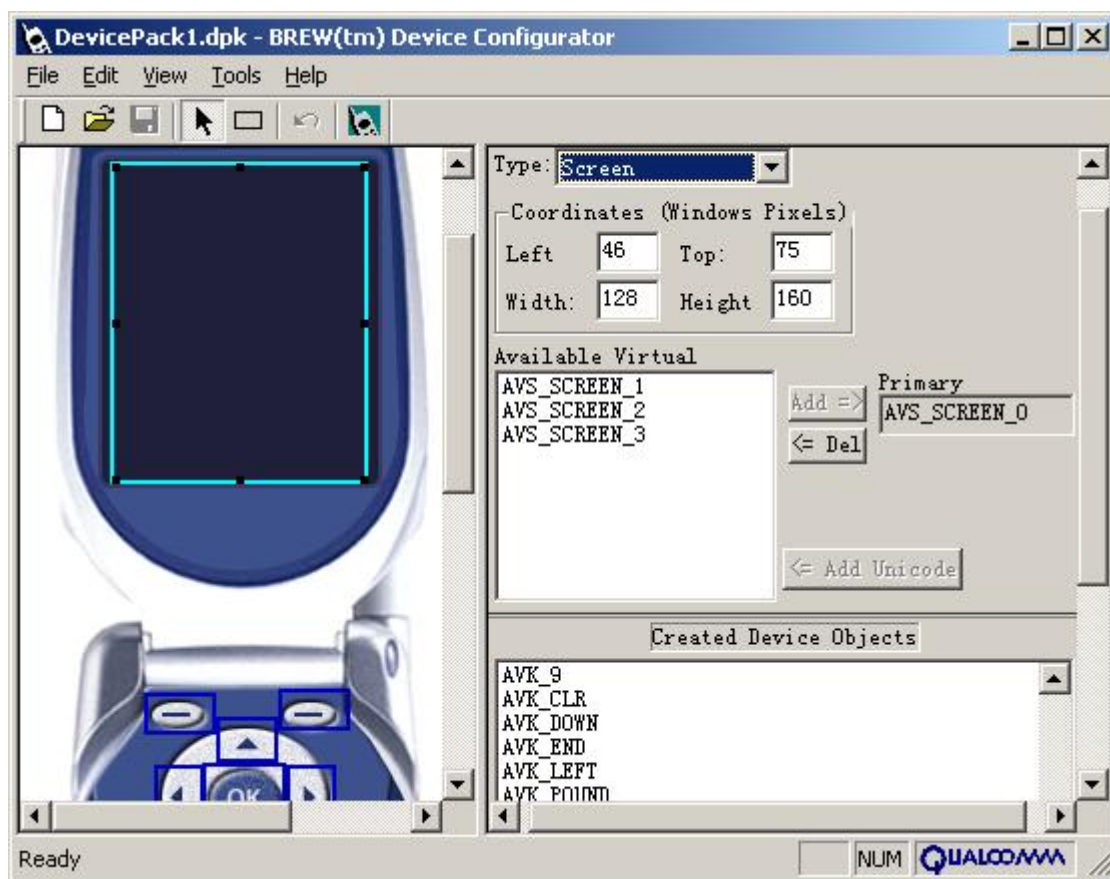 DevicePack1.dpk - BREW(tm) Device Configurator
File Edit View Tools Help
Type: Screen
Coordinates (Windows Pixels)
Left 46 Top: 75
Width: 128 Height 160
Available Virtual
AVS_SCREEN_1
AVS_SCREEN_2
AVS_SCREEN_3
Add =>
<= Del
Primary
AVS_SCREEN_0
<= Add Unicode
Created Device Objects
AVK_9
AVK_CLR
AVK_DOWN
AVK_END
AVK_LEFT
AVK_POUND
OK
Ready
NUM
QUALCOMM